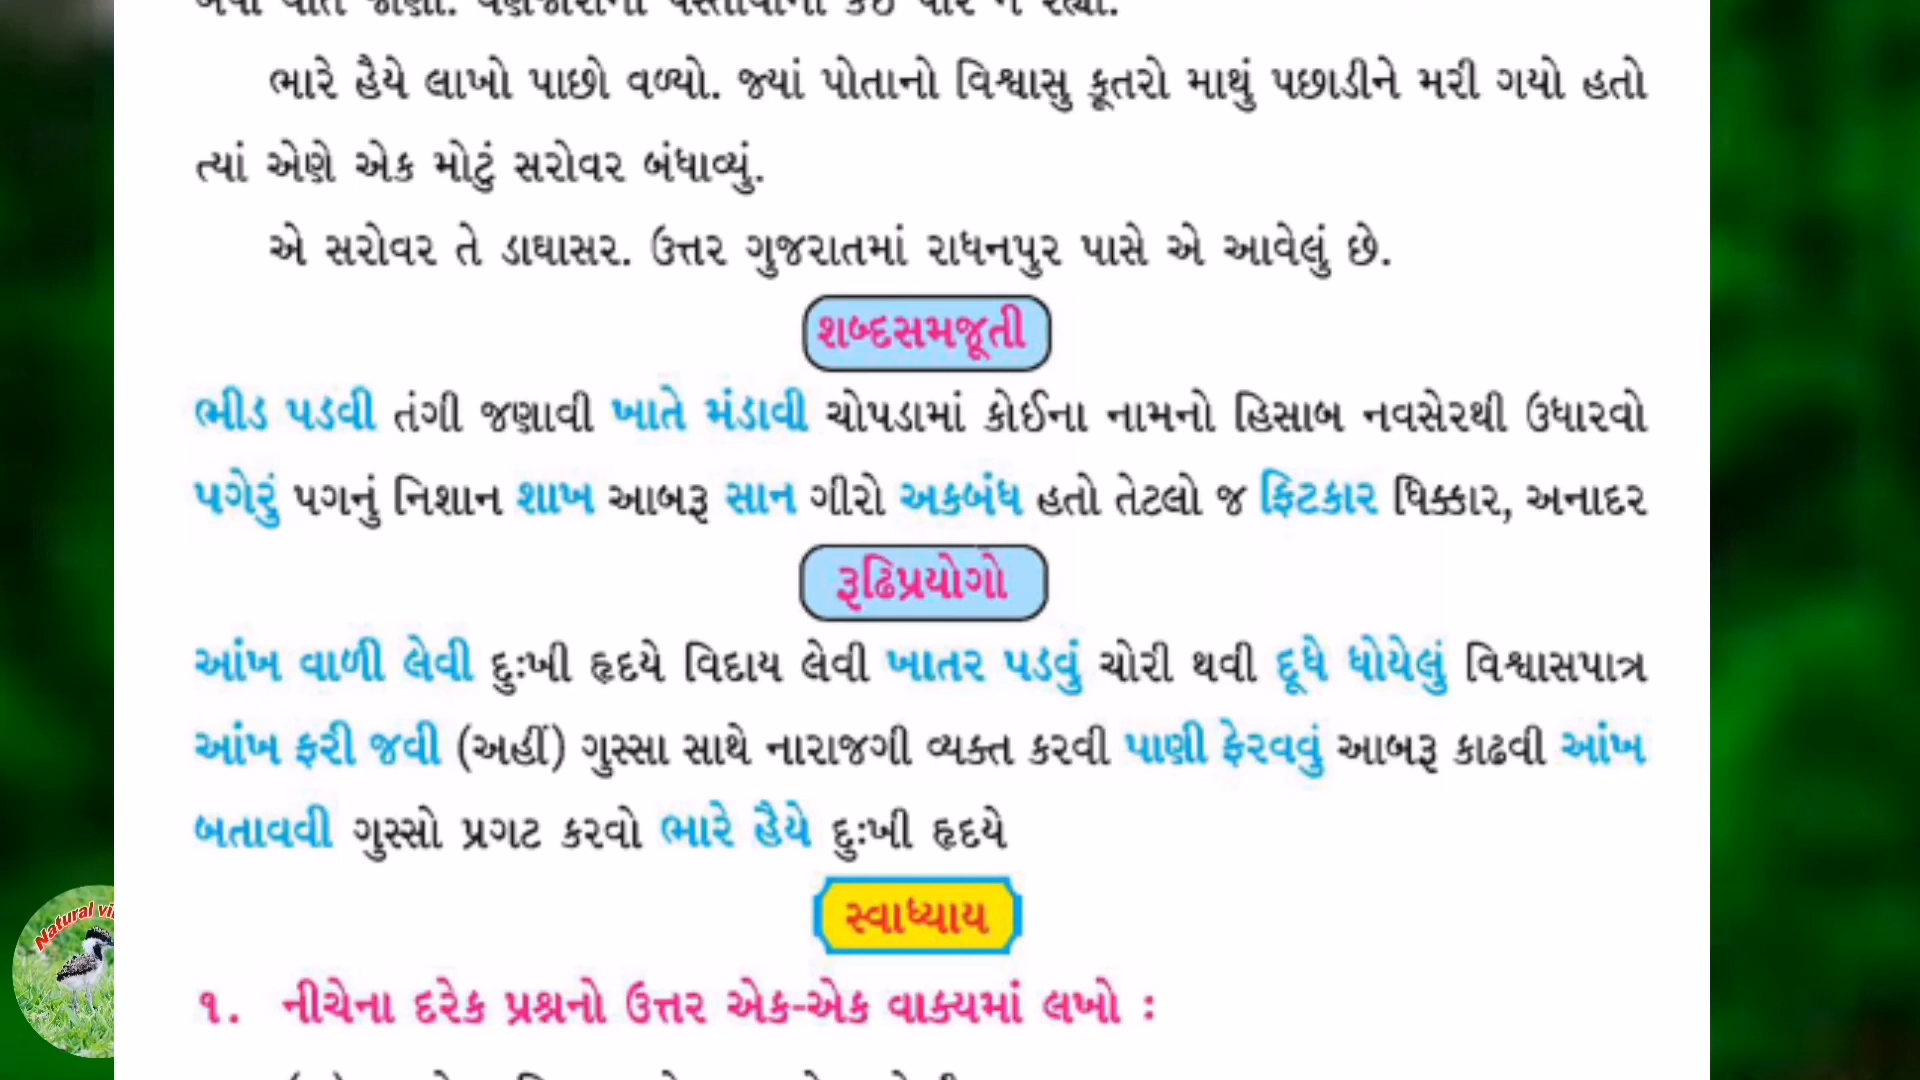 ભારે હૈયે લાખો પાછો વળ્યો. જ્યાં પોતાનો વિશ્વાસુ કૂતરો માથું પછાડીને મરી ગયો હતો
ત્યાં એણે એક મોટું સરોવર બંધાવ્યું.
એ સરોવર તે ડાઘાસર. ઉત્તર ગુજરાતમાં રાધનપુર પાસે એ આવેલું છે.
શબ્દસમજૂતી
ભીડ પડવી તંગી જણાવી ખાતે મંડાવી ચોપડામાં કોઈના નામનો હિસાબ નવસેરથી ઉધારવો
પગેરું પગનું નિશાન શાખ આબરૂ સાન ગીરો અકબંધ હતો તેટલો જ ફિટકાર ધિક્કાર, અનાદર
રૂઢિપ્રયોગો
આંખ વાળી લેવી દુઃખી હૃદયે વિદાય લેવી ખાતર પડવું ચોરી થવી દૂધે ધોયેલું વિશ્વાસપાત્ર
આંખ ફરી જવી (અહીં) ગુસ્સા સાથે નારાજગી વ્યક્ત કરવી પાણી ફેરવવું આબરૂ કાઢવી આંખ
બતાવવી ગુસ્સો પ્રગટ કરવો ભારે હૈયે દુઃખી હૃદયે
સ્વાધ્યાય
Natural
૧. નીચેના દરેક પ્રશ્નનો ઉત્તર એક-એક વાક્યમાં લખો :